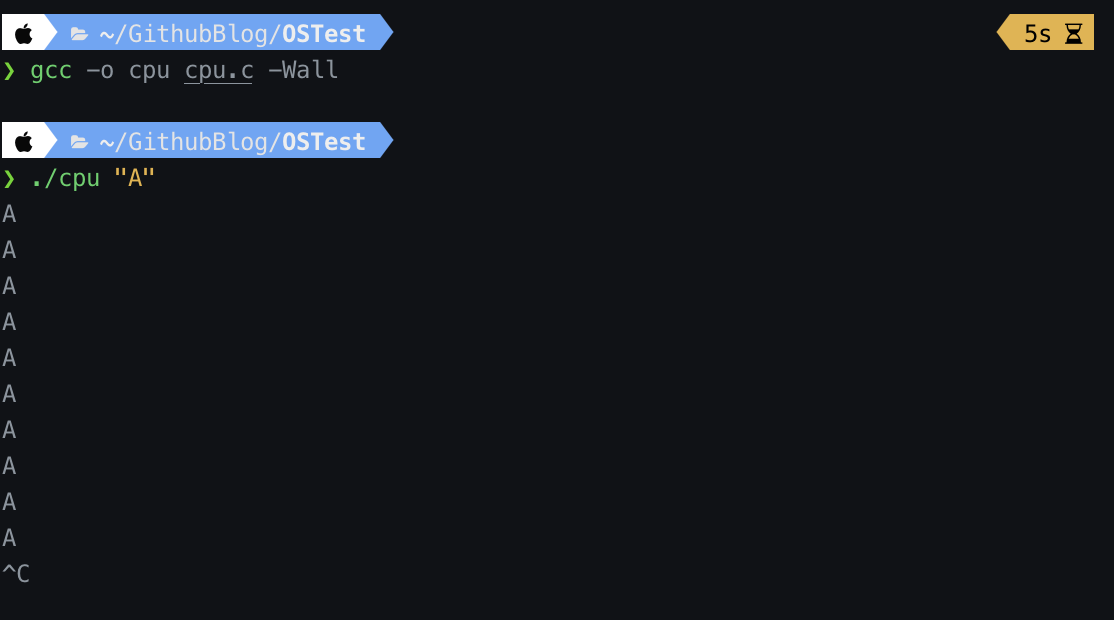 ~/GithubBlog/OSTest 5s
❯ gcc -o cpu cpu.c -Wall
~/GithubBlog/OSTest
❯ ./cpu "A"
A
A
A
A
A
A
A
A
A
A
^C